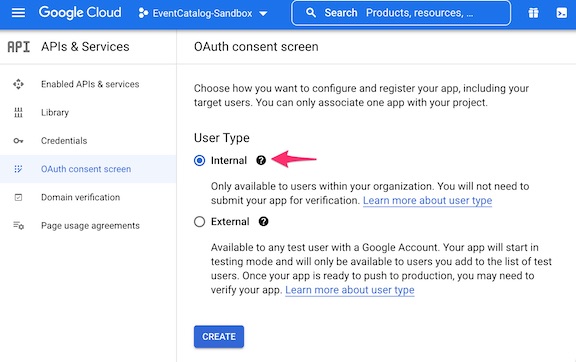 Google Cloud
EventCatalog-Sandbox
Search Products, resources, ...
API APIs & Services
Enabled APIs & services
Library
Credentials
OAuth consent screen
Domain verification
Page usage agreements
OAuth consent screen
Choose how you want to configure and register your app, including your
target users. You can only associate one app with your project.
User Type
Internal
Only available to users within your organization. You will not need to
submit your app for verification. Learn more about user type
External
Available to any test user with a Google Account. Your app will start in
testing mode and will only be available to users you add to the list of test
users. Once your app is ready to push to production, you may need to
verify your app. Learn more about user type
CREATE